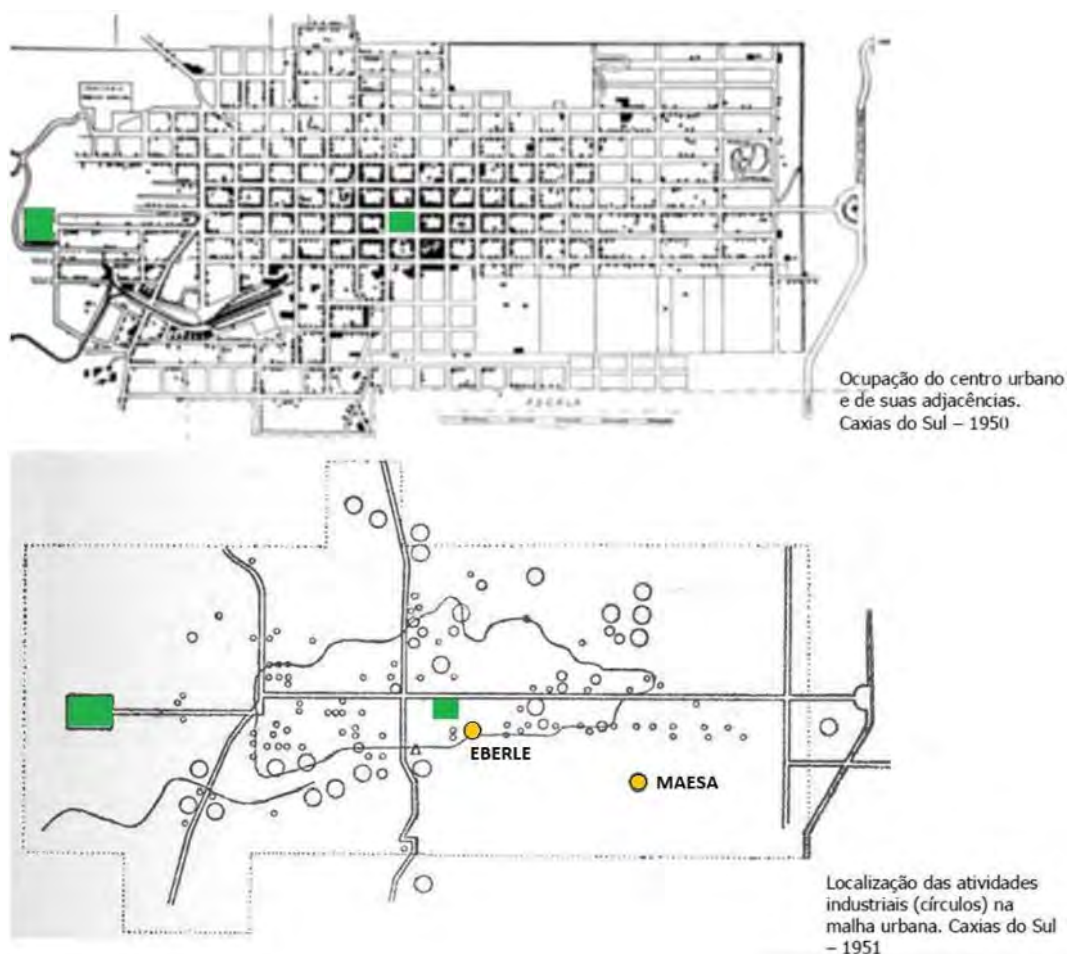 ESCALA
Ocupação do centro urbano
e de suas adjacências.
Caxias do Sul – 1950
EBERLE
MAESA
Localização das atividades
industriais (círculos) na
malha urbana. Caxias do Sul
– 1951